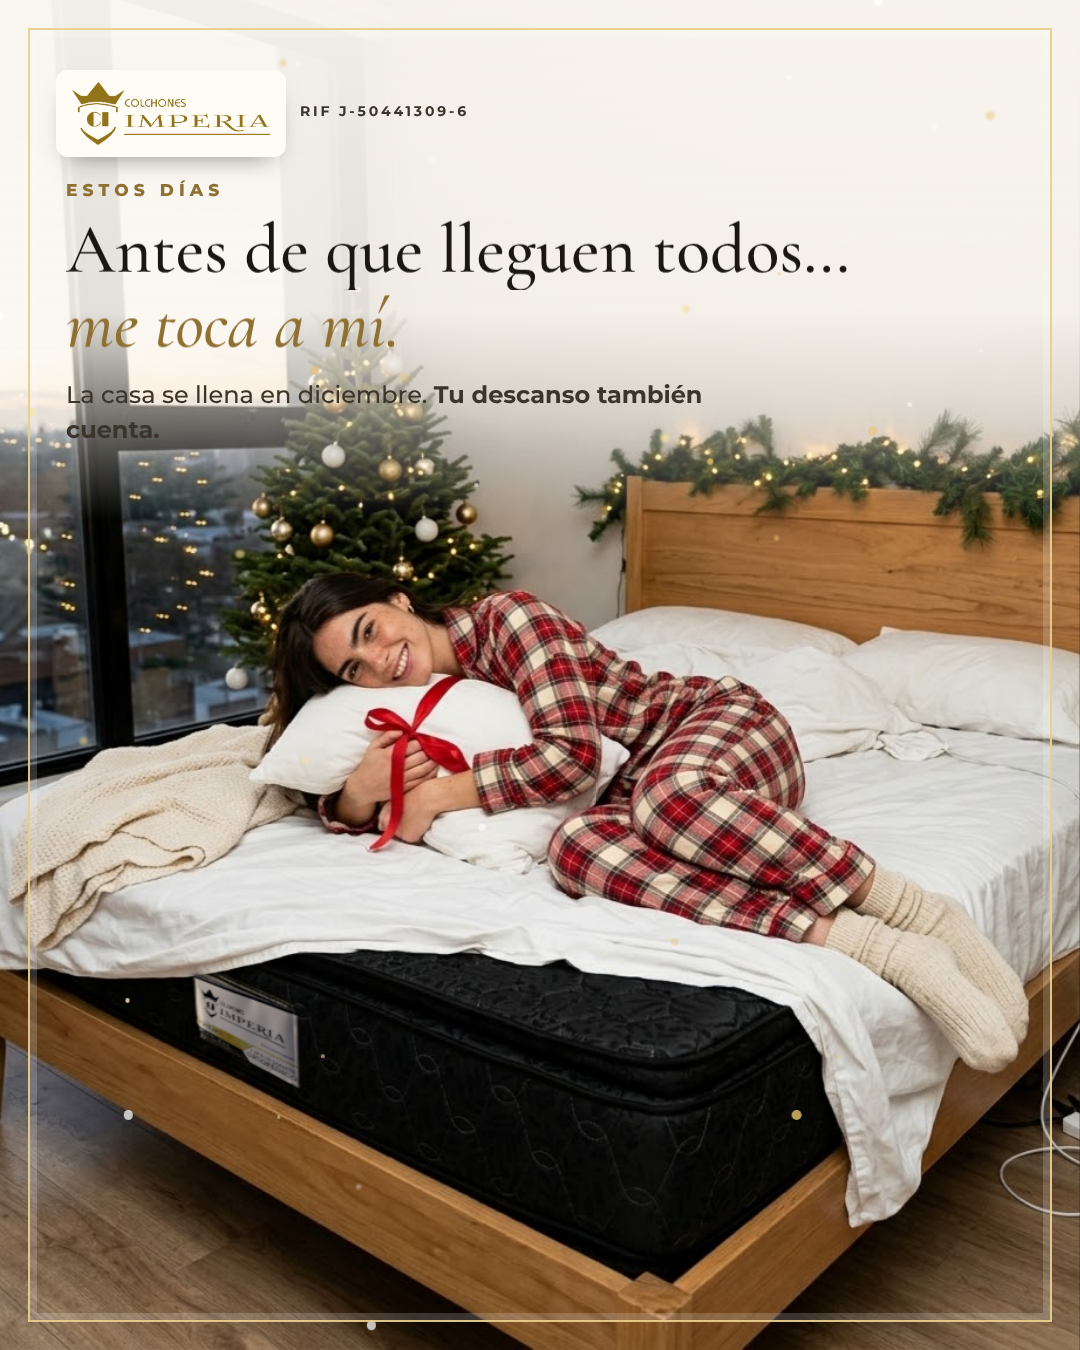 COLCHONES
IMPERIA
RIF J-50441309-6
ESTOS DÍAS
Antes de que lleguen todos...
me toca a mí.
La casa se llena en diciembre. Tu descanso también
cuenta.
IMPERIA